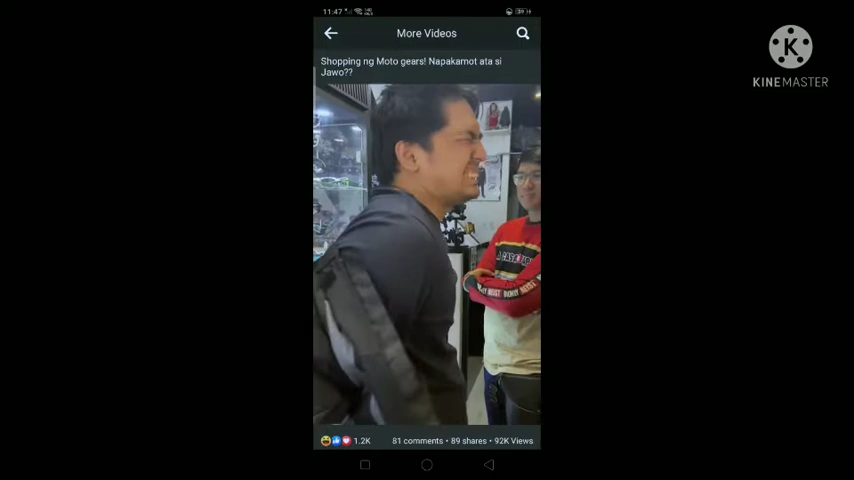 11:47
More Videos
Shopping ng Moto gears! Napakamot ata si
Jawo??
1.2K
81 comments • 89 shares • 92K Views
K
KINEMASTER